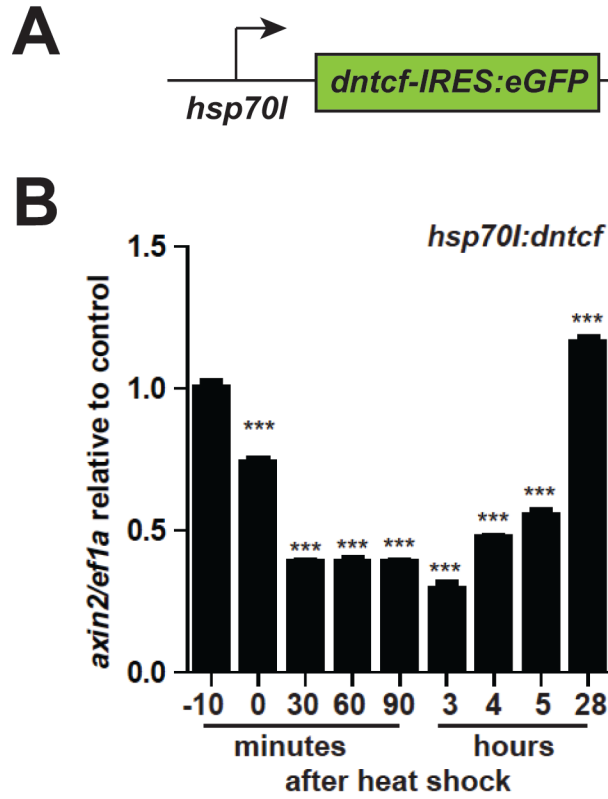 A
hsp70l
dntcf-IRES:eGFP
B
hsp70l:dntcf
axin2/ef1a relative to control
1.5
1.0
0.5
0.0
***
***
***
***
***
***
***
***
-10 0 30 60 90 3 4 5 28
minutes hours
after heat shock